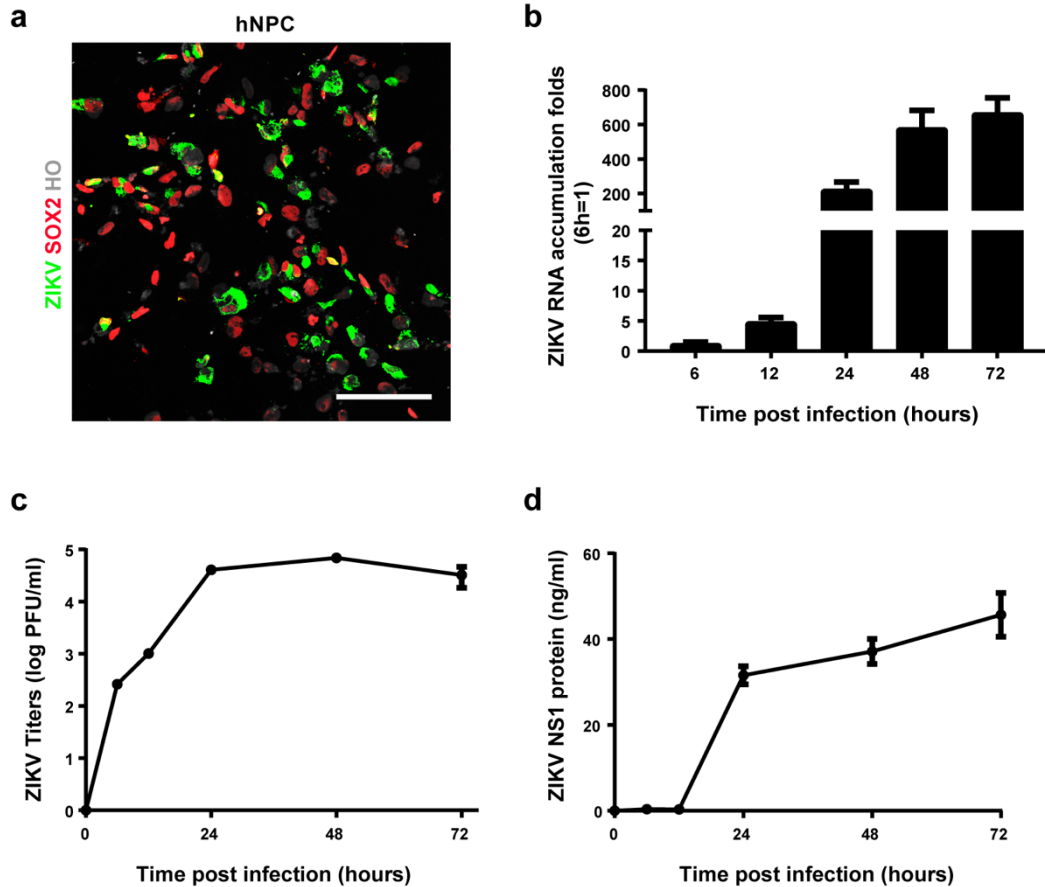 a
hNPC
ZIKV SOX2 HO
b
ZIKV RNA accumulation folds
(6h=1)
800
600
400
200
20
15
10
5
0
6 12 24 48 72
Time post infection (hours)
c
ZIKV Titers (log PFU/ml)
5
4
3
2
1
0
0 24 48 72
Time post infection (hours)
d
ZIKV NS1 protein (ng/ml)
60
40
20
0
0 24 48 72
Time post infection (hours)